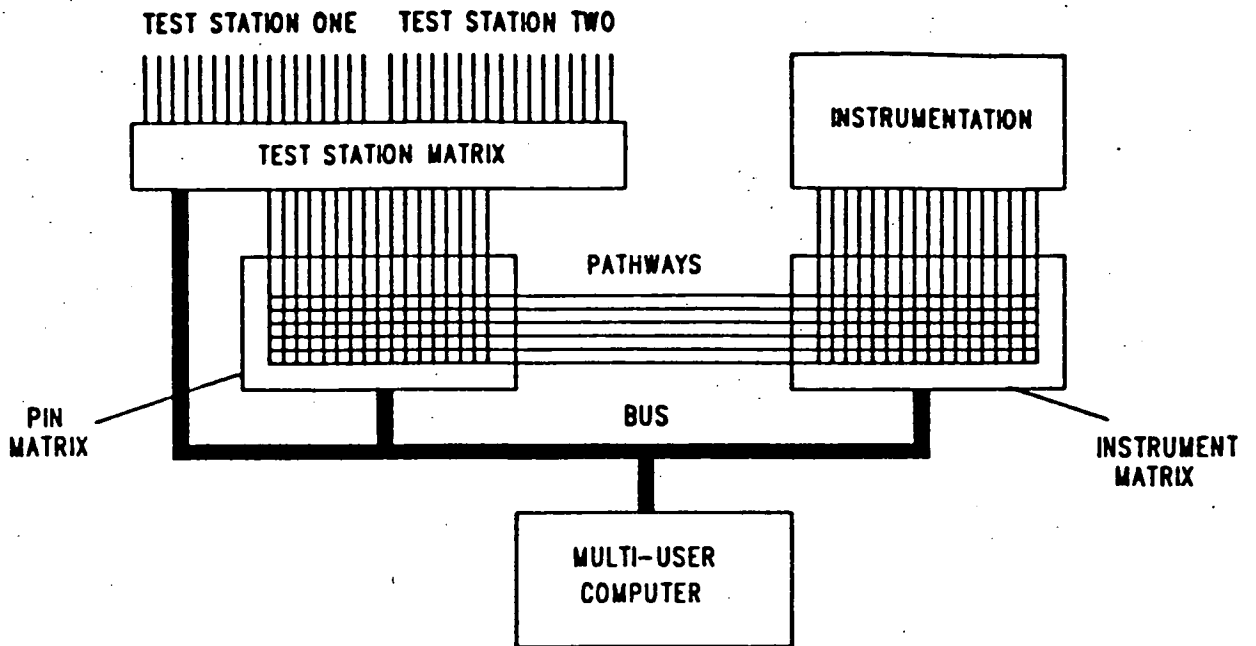 TEST STATION ONE
TEST STATION TWO
TEST STATION MATRIX
INSTRUMENTATION
PATHWAYS
PIN
MATRIX
BUS
INSTRUMENT
MATRIX
MULTI-USER
COMPUTER